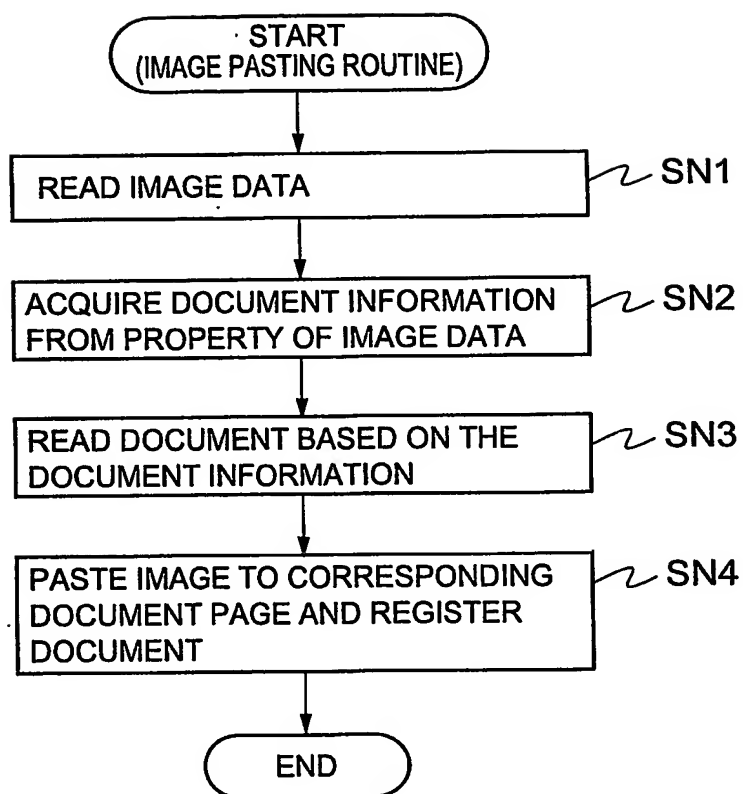 START
(IMAGE PASTING ROUTINE)
READ IMAGE DATA
SN1
ACQUIRE DOCUMENT INFORMATION
FROM PROPERTY OF IMAGE DATA
SN2
READ DOCUMENT BASED ON THE
DOCUMENT INFORMATION
SN3
PASTE IMAGE TO CORRESPONDING
DOCUMENT PAGE AND REGISTER
DOCUMENT
SN4
END